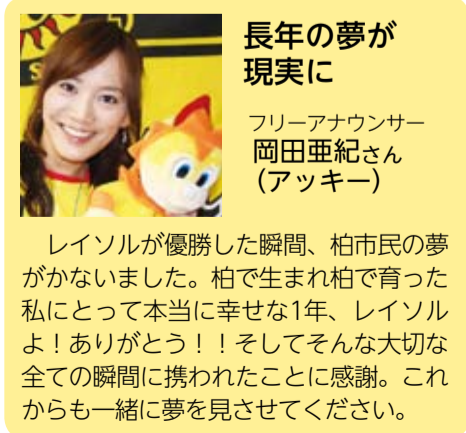 長年の夢が
現実に
フリーアナウンサー
岡田亜紀さん
(アッキー)
　レイソルが優勝した瞬間、柏市民の夢
がかないました。柏で生まれ柏で育った
私にとって本当に幸せな1年、レイソル
よ！ありがとう！！そしてそんな大切な
全ての瞬間に携われたことに感謝。これ
からも一緒に夢を見させてください。